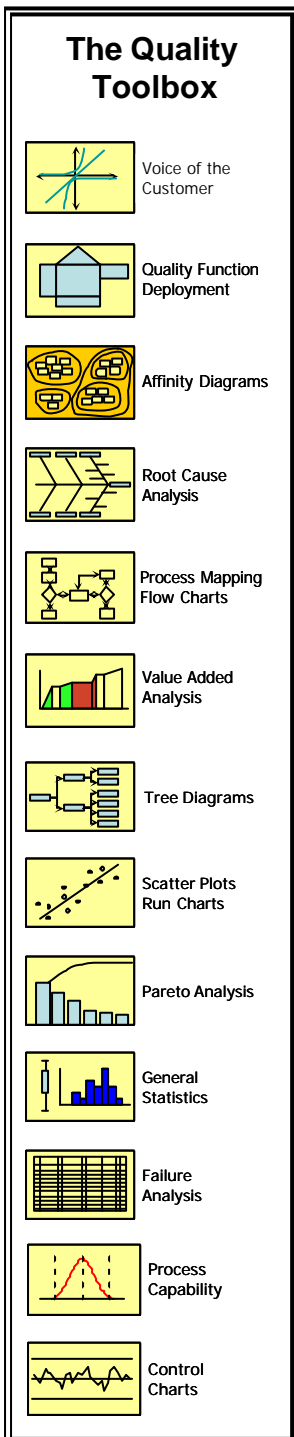 The Quality
Toolbox
Voice of the
Customer
Quality Function
Deployment
Affinity Diagrams
Root Cause
Analysis
Process Mapping
Flow Charts
Value Added
Analysis
Tree Diagrams
Scatter Plots
Run Charts
Pareto Analysis
General
Statistics
Failure
Analysis
Process
Capability
Control
Charts